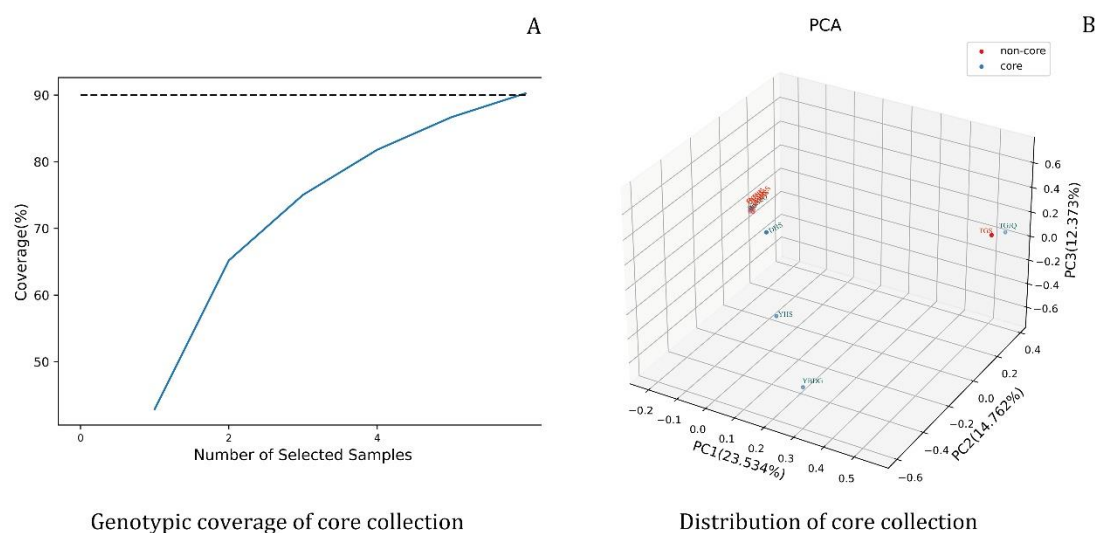 A
90
80
70
60
50
Coverage(%)
0
2
4
Number of Selected Samples
Genotypic coverage of core collection
B
PCA
non-core
core
DHS
YHS
TGS
0.6
0.4
0.2
0.0
−0.2
−0.4
−0.6
PC3(12.373%)
0.4
0.2
0.0
−0.2
−0.4
−0.6
PC2(14.762%)
−0.2
−0.1
0.0
0.1
0.2
0.3
0.4
0.5
PC1(23.534%)
Distribution of core collection